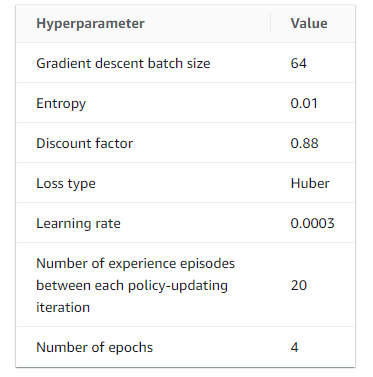 Hyperparameter Value
Gradient descent batch size 64
Entropy 0.01
Discount factor 0.88
Loss type Huber
Learning rate 0.0003
Number of experience episodes
between each policy-updating 20
iteration
Number of epochs 4